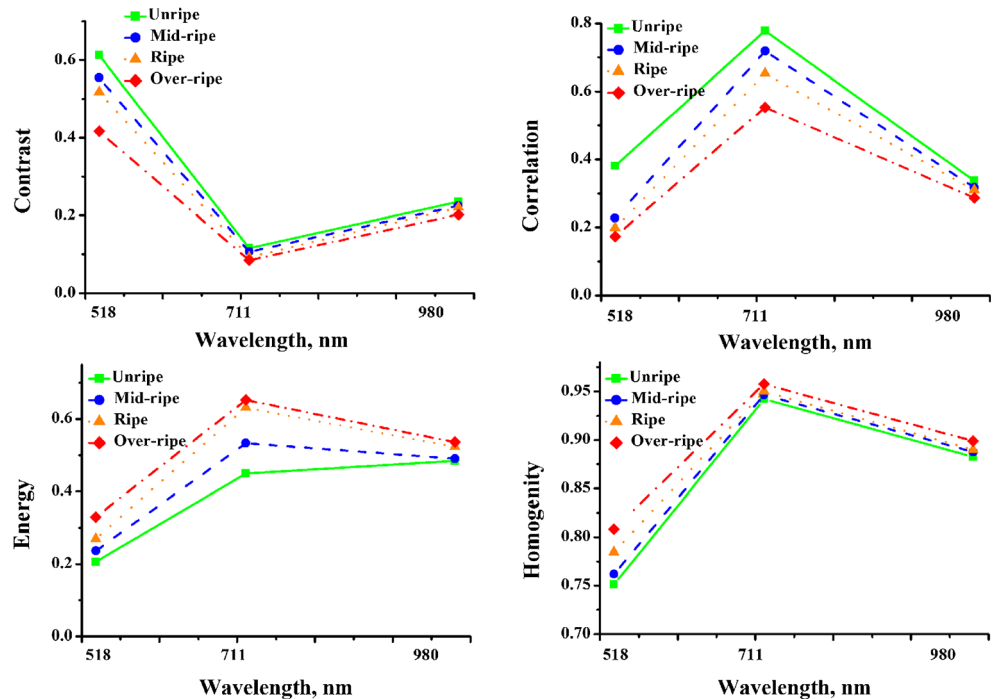 Unripe
Mid-ripe
Ripe
Over-ripe
0.6
0.4
0.2
0.0
Contrast
518
711
980
Wavelength, nm
Unripe
Mid-ripe
Ripe
Over-ripe
0.8
0.6
0.4
0.2
0.0
Correlation
518
711
980
Wavelength, nm
Unripe
Mid-ripe
Ripe
Over-ripe
0.6
0.4
0.2
0.0
Energy
518
711
980
Wavelength, nm
Unripe
Mid-ripe
Ripe
Over-ripe
0.95
0.90
0.85
0.80
0.75
0.70
Homogenity
518
711
980
Wavelength, nm